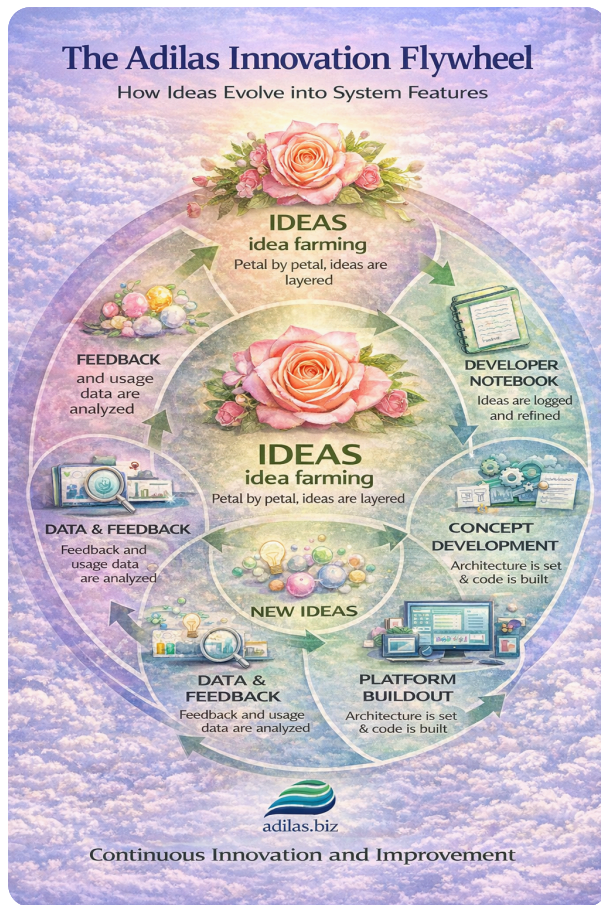 The Adilas Innovation Flywheel
How Ideas Evolve into System Features
IDEAS
idea farming
Petal by petal, ideas are
layered
FEEDBACK
and usage
data are
analyzed
DEVELOPER
NOTEBOOK
Ideas are logged
and refined
IDEAS
idea farming
Petal by petal, ideas are layered
DATA & FEEDBACK
Feedback and
usage data
are analyzed
CONCEPT
DEVELOPMENT
Architecture is set
& code is built
NEW IDEAS
DATA &
FEEDBACK
Feedback and usage
data are analyzed
PLATFORM
BUILDOUT
Architecture is set
& code is built
adilas.biz
Continuous Innovation and Improvement